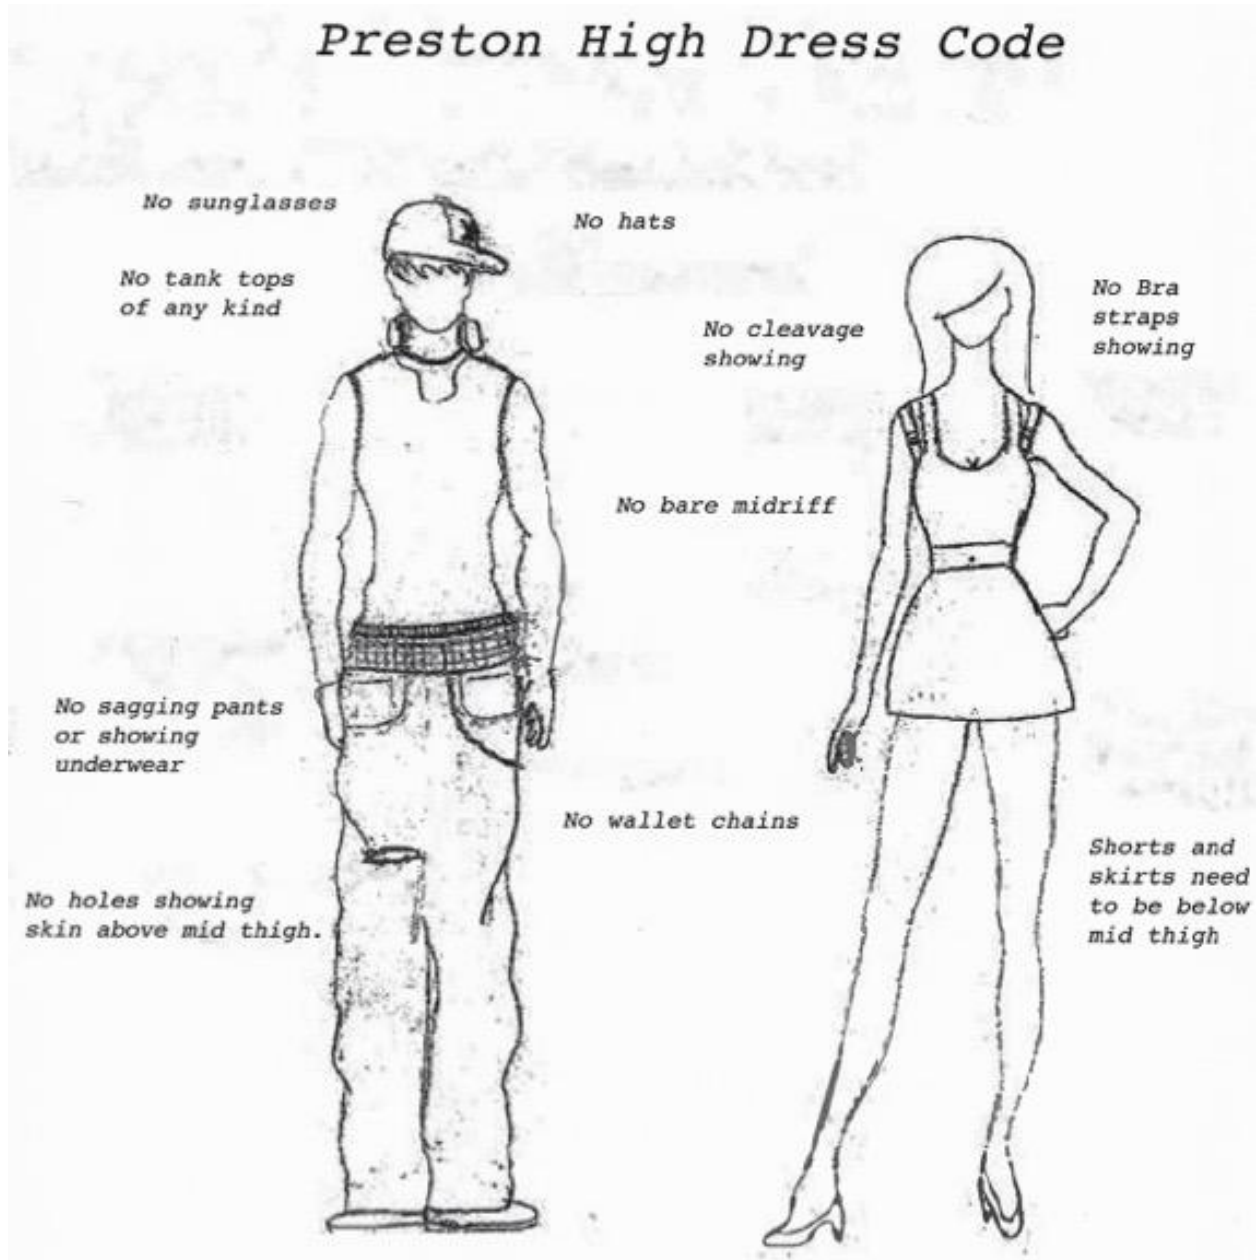 Preston High Dress Code
No sunglasses
No hats
No tank tops
of any kind
No cleavage
showing
No Bra
straps
showing
No bare midriff
No sagging pants
or showing
underwear
No wallet chains
No holes showing
skin above mid thigh.
Shorts and
skirts need
to be below
mid thigh